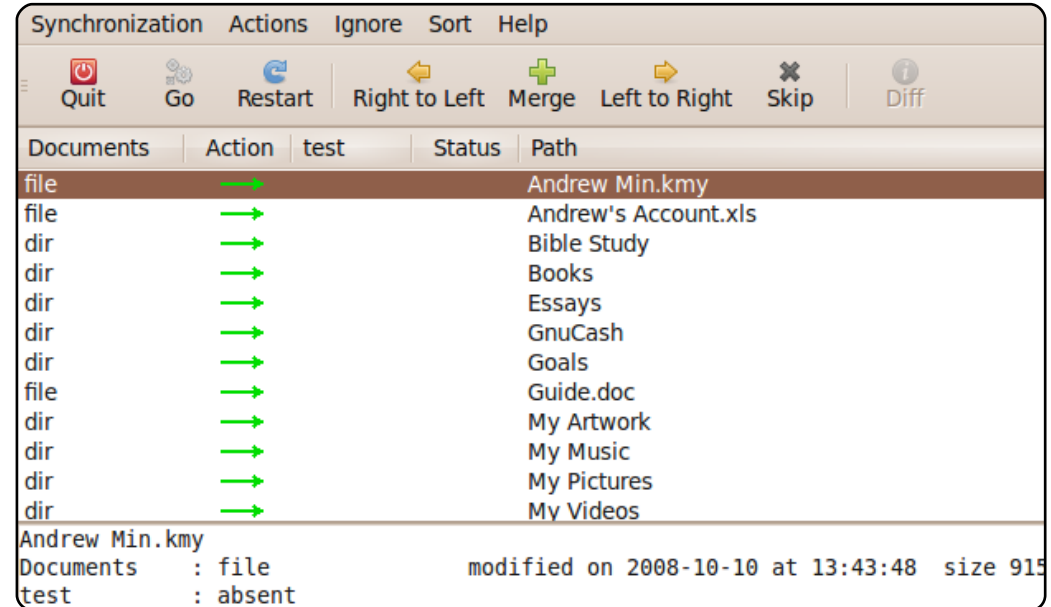 Synchronization Actions Ignore Sort Help
Quit Go Restart Right to Left Merge Left to Right Skip Diff
Documents Action test Status Path
file Andrew Min.kmy
file Andrew's Account.xls
dir Bible Study
dir Books
dir Essays
dir GnuCash
dir Goals
file Guide.doc
dir My Artwork
dir My Music
dir My Pictures
dir My Videos
Andrew Min.kmy
Documents : file modified on 2008-10-10 at 13:43:48 size 915
test : absent